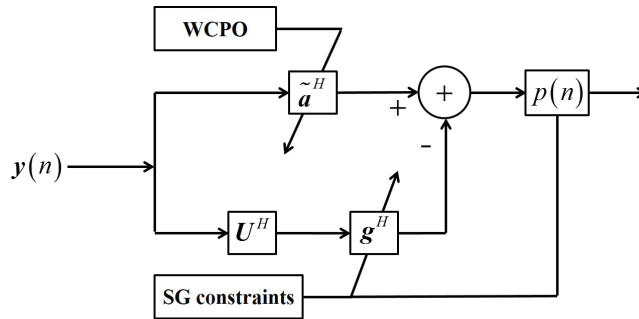 WCPO
ã^H
+
+
p(n)
-
y(n)
U^H
g^H
SG constraints